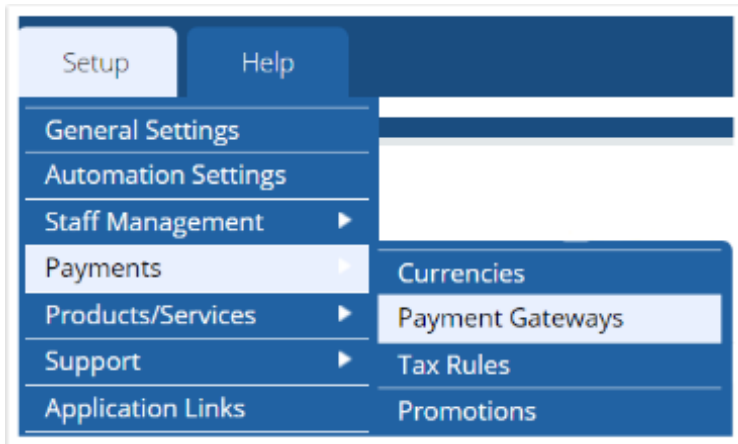 Setup
Help
General Settings
Automation Settings
Staff Management
Payments
Products/Services
Support
Application Links
Currencies
Payment Gateways
Tax Rules
Promotions